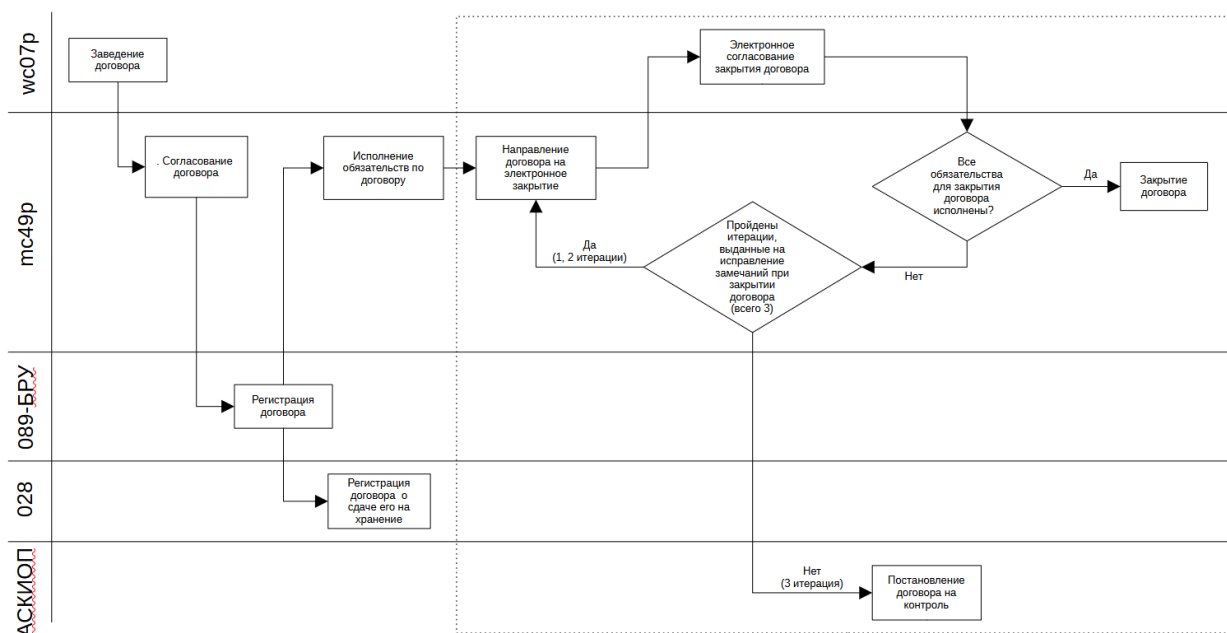 wc07p
Заведение
договора
Электронное
согласование
закрытия договора
mc49p
. Согласование
договора
Исполнение
обязательств по
договору
Направление
договора на
электронное
закрытие
Все
обязательства
для закрытия
договора
исполнены?
Да
Закрытие
договора
Пройдены
итерации,
выданные на
исправление
замечаний при
закрытии
договора
(всего 3)
Да
(1, 2 итерации)
Нет
089-БРУ
Регистрация
договора
028
Регистрация
договора о
сдаче его на
хранение
АСКИОП
Нет
(3 итерация)
Постановление
договора на
контроль